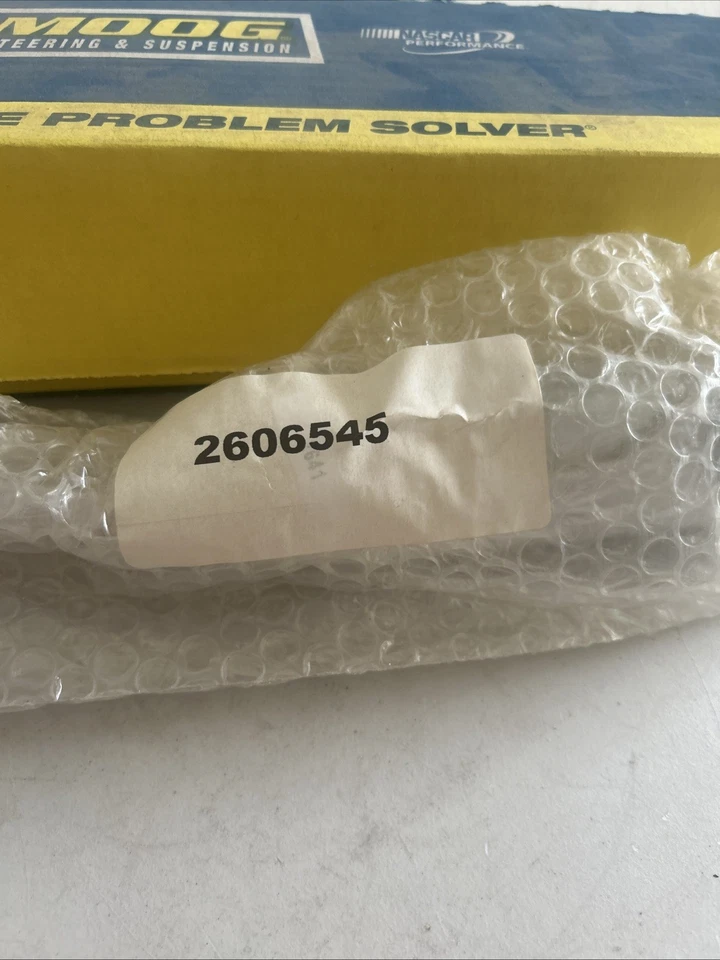 MOOG
TEERING & SUSPENSION
NASCAR
PERFORMANCE
E PROBLEM SOLVER®
2606545